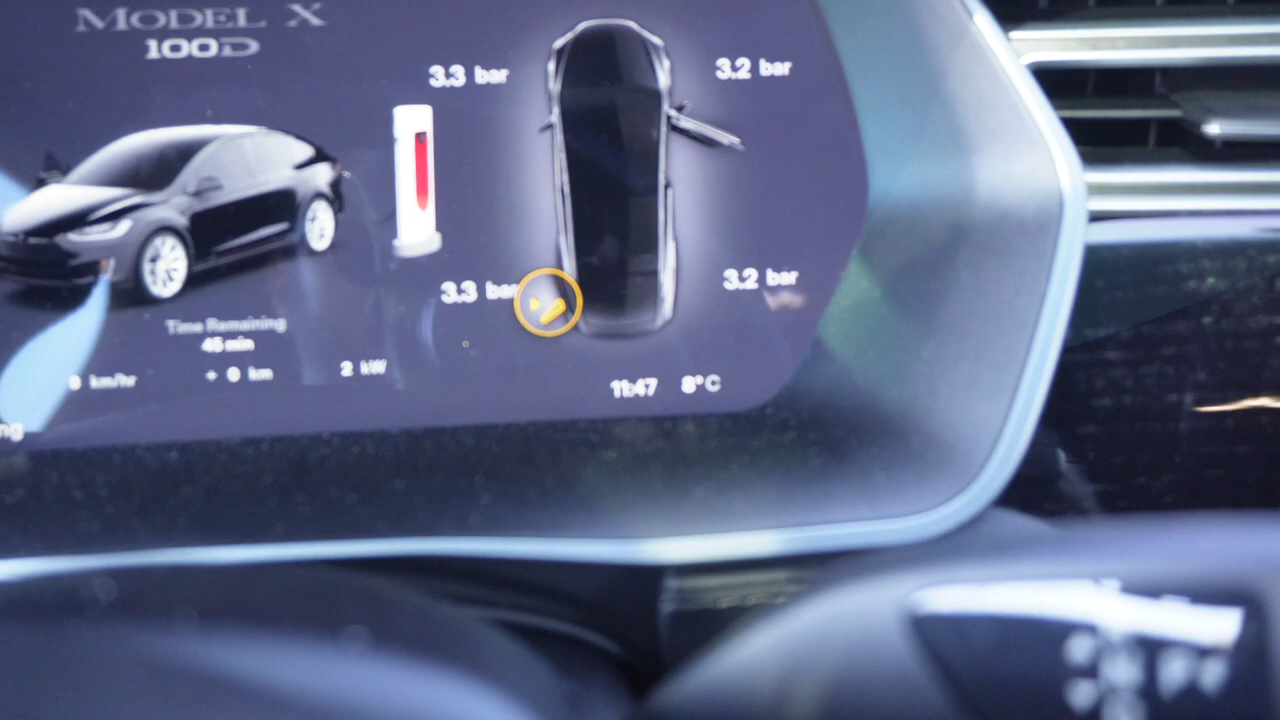 MODEL X
100D
3.3 bar
3.2 bar
3.3 bar
3.2 bar
Time Remaining
45 min
km/hr
+ 0 km
2 kW
11:47
8°C